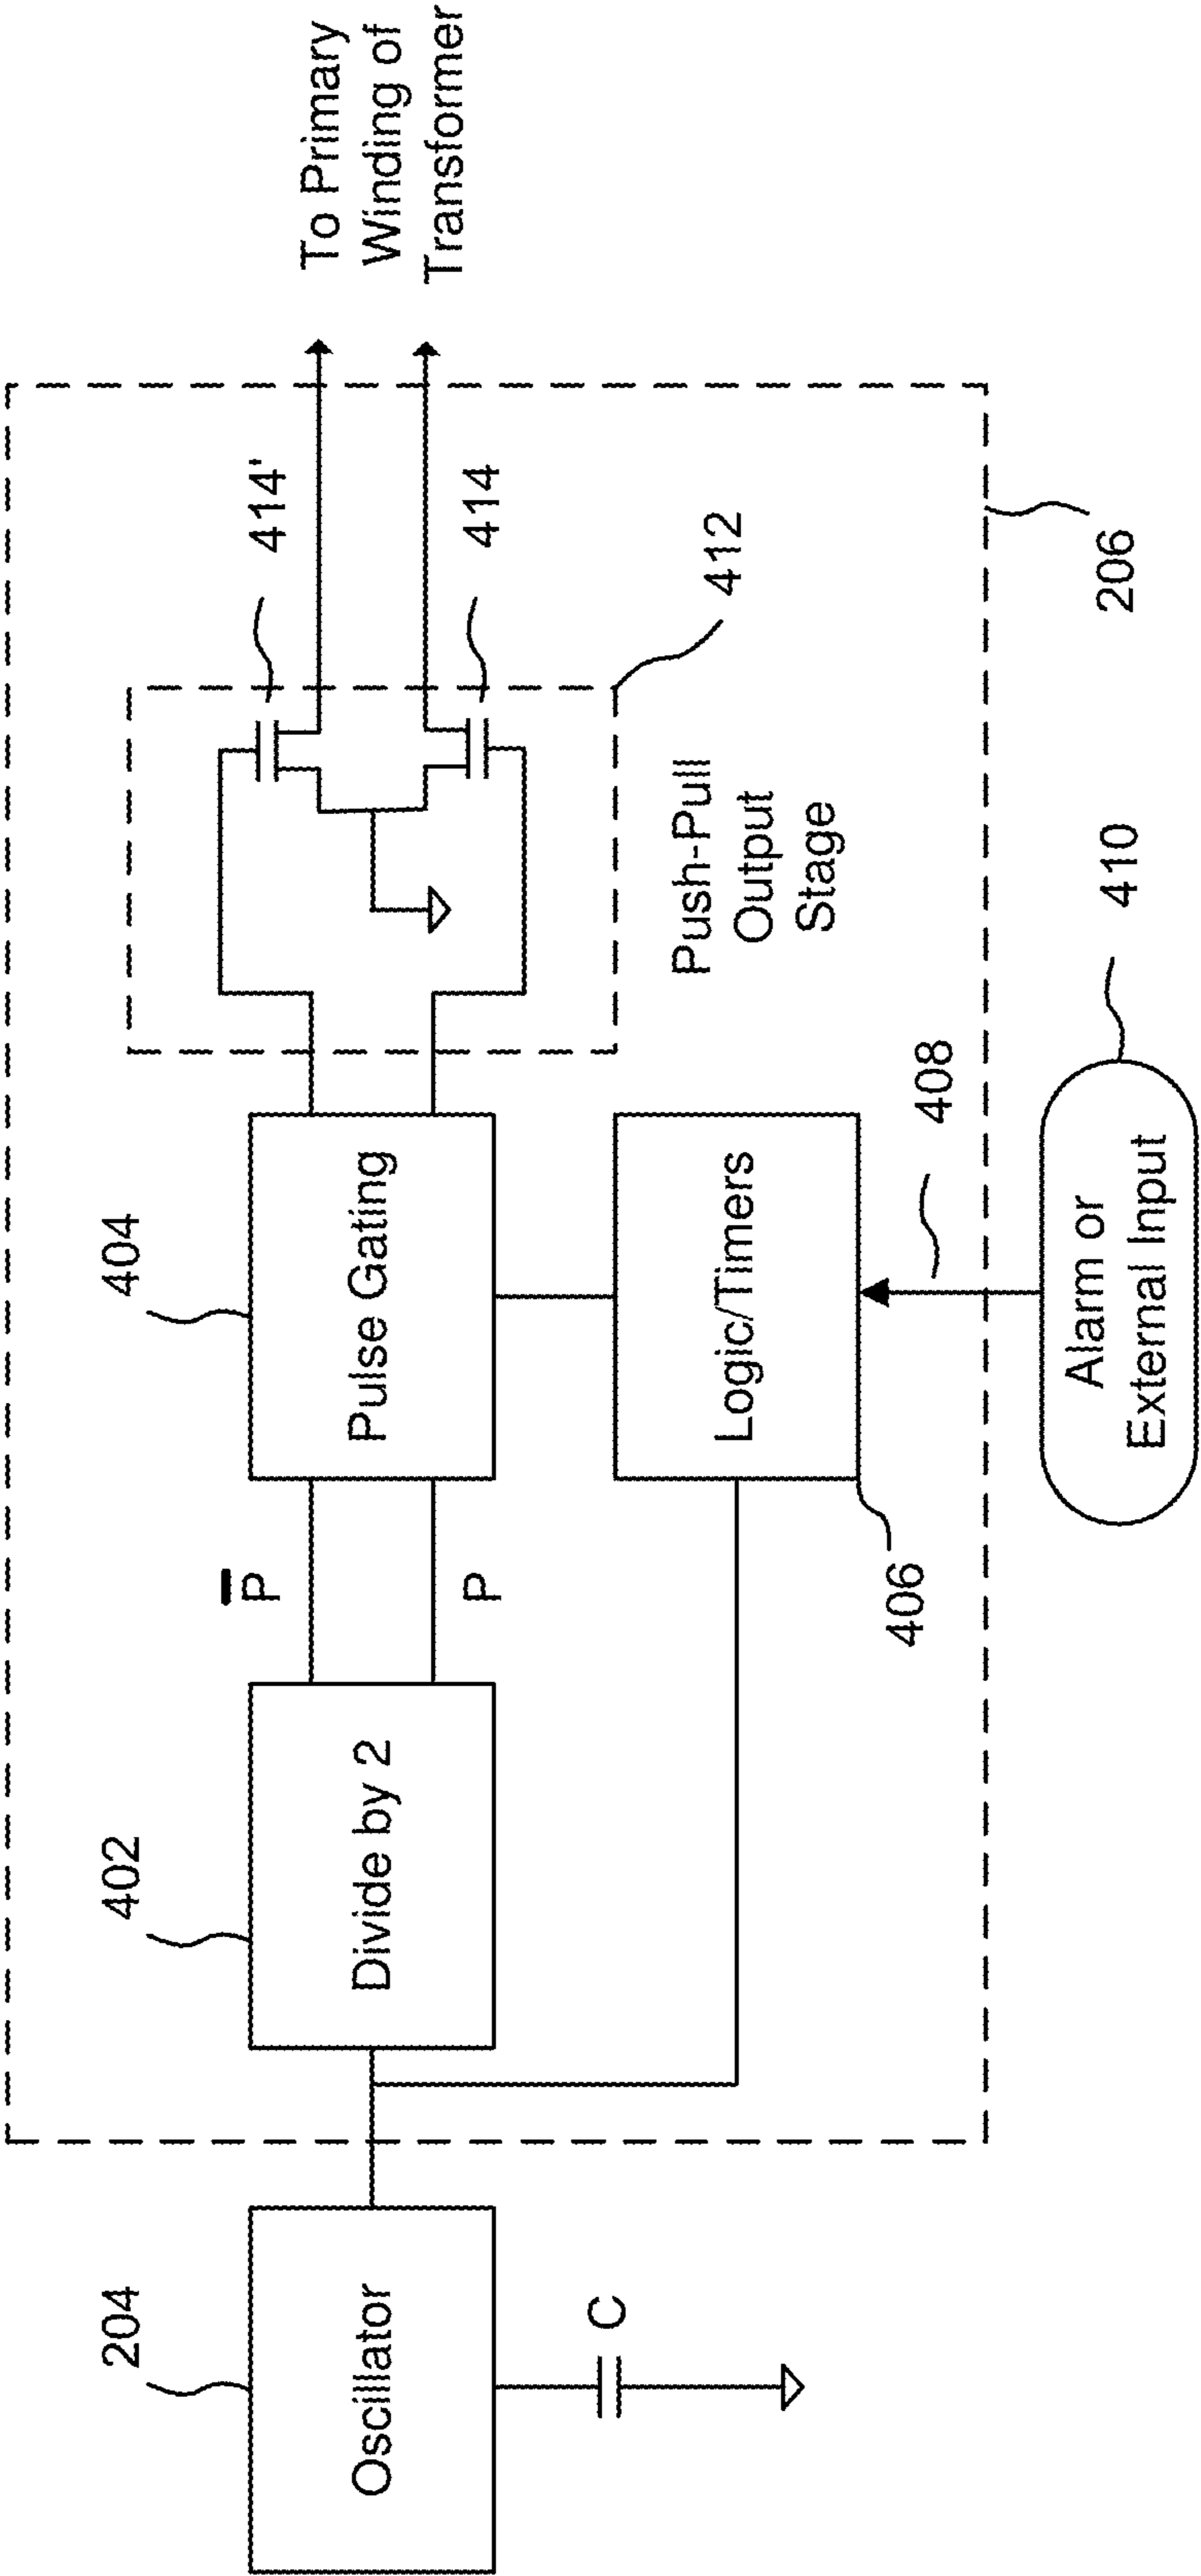 204
Oscillator
C
402
Divide by 2
P̅
P
404
Pulse Gating
406
Logic/Timers
408
Alarm or
External Input
410
Push-Pull
Output
Stage
412
414'
414
206
To Primary
Winding of
Transformer